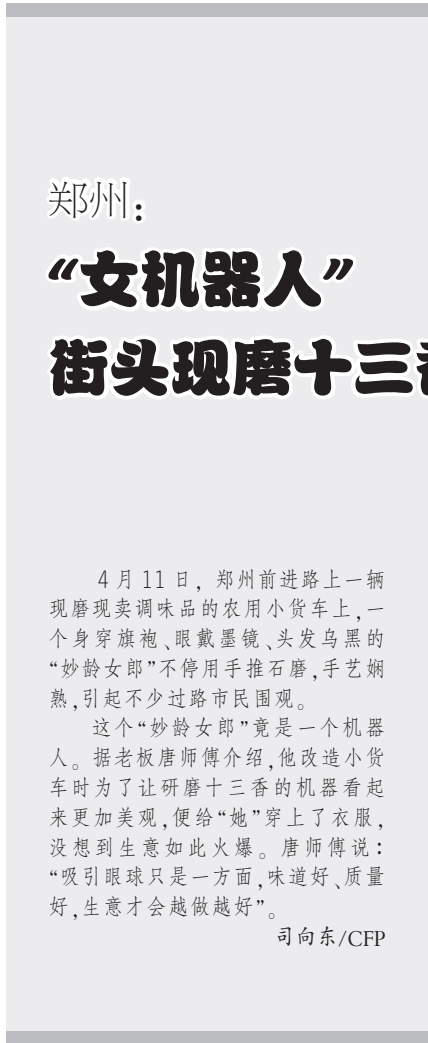 郑州：
“女机器人”
街头现磨十三
4月11日，郑州前进路上一辆
现磨现卖调味品的农用小货车上，一
个身穿旗袍、眼戴墨镜、头发乌黑的
“妙龄女郎”不停用手推石磨，手艺娴
熟，引起不少过路市民围观。
这个“妙龄女郎”竟是一个机器
人。据老板唐师傅介绍，他改造小货
车时为了让研磨十三香的机器看起
来更加美观，便给“她”穿上了衣服，
没想到生意如此火爆。唐师傅说：
“吸引眼球只是一方面，味道好、质量
好，生意才会越做越好”。
司向东/CFP